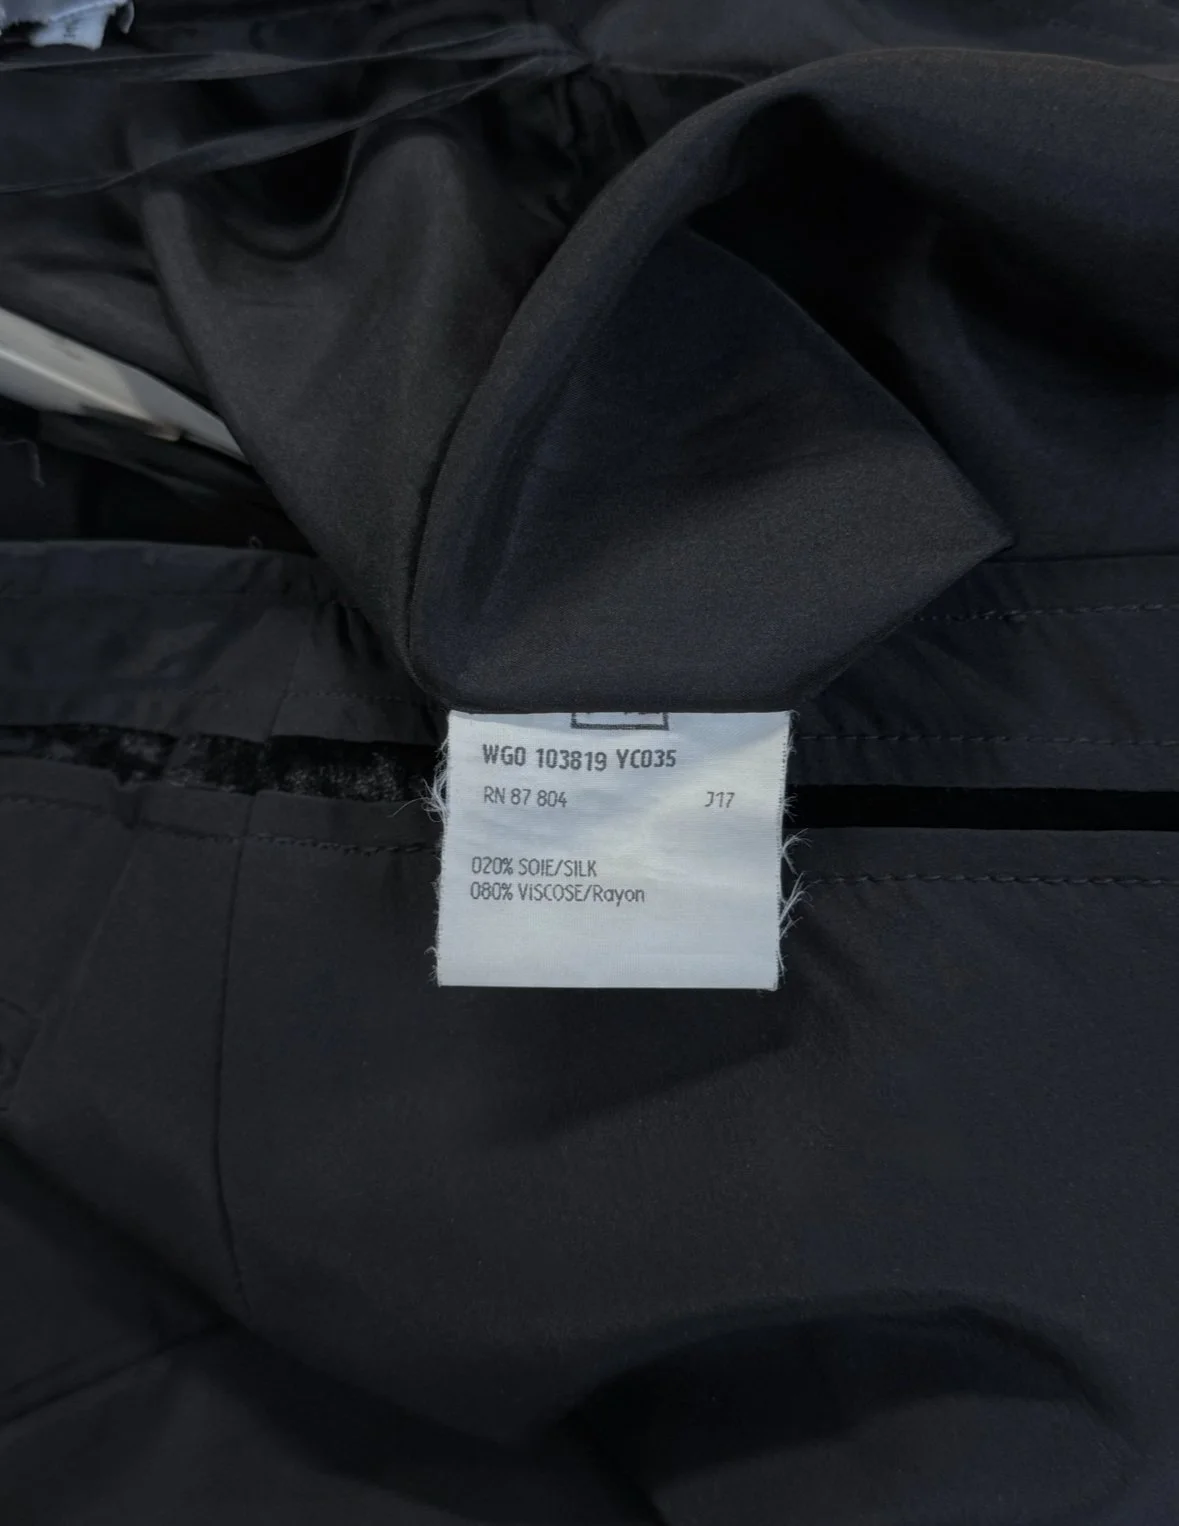 WG0 103819 YC035
RN 87 804 J17
020% SOIE/SILK
080% VISCOSE/Rayon